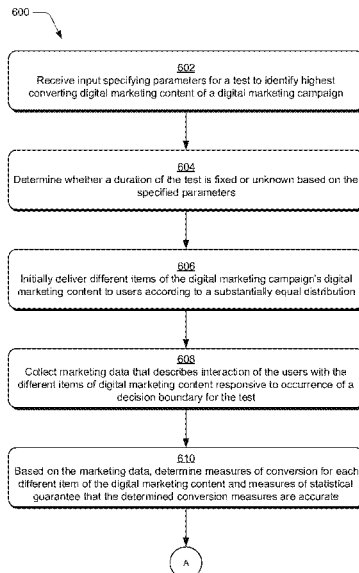 600
602
Receive input specifying parameters for a test to identify highest
converting digital marketing content of a digital marketing campaign
604
Determine whether a duration of the test is fixed or unknown based on the
specified parameters
606
Initially deliver different items of the digital marketing campaign's digital
marketing content to users according to a substantially equal distribution
608
Collect marketing data that describes interaction of the users with the
different items of digital marketing content responsive to occurrence of a
decision boundary for the test
610
Based on the marketing data, determine measures of conversion for each
different item of the digital marketing content and measures of statistical
guarantee that the determined conversion measures are accurate
A